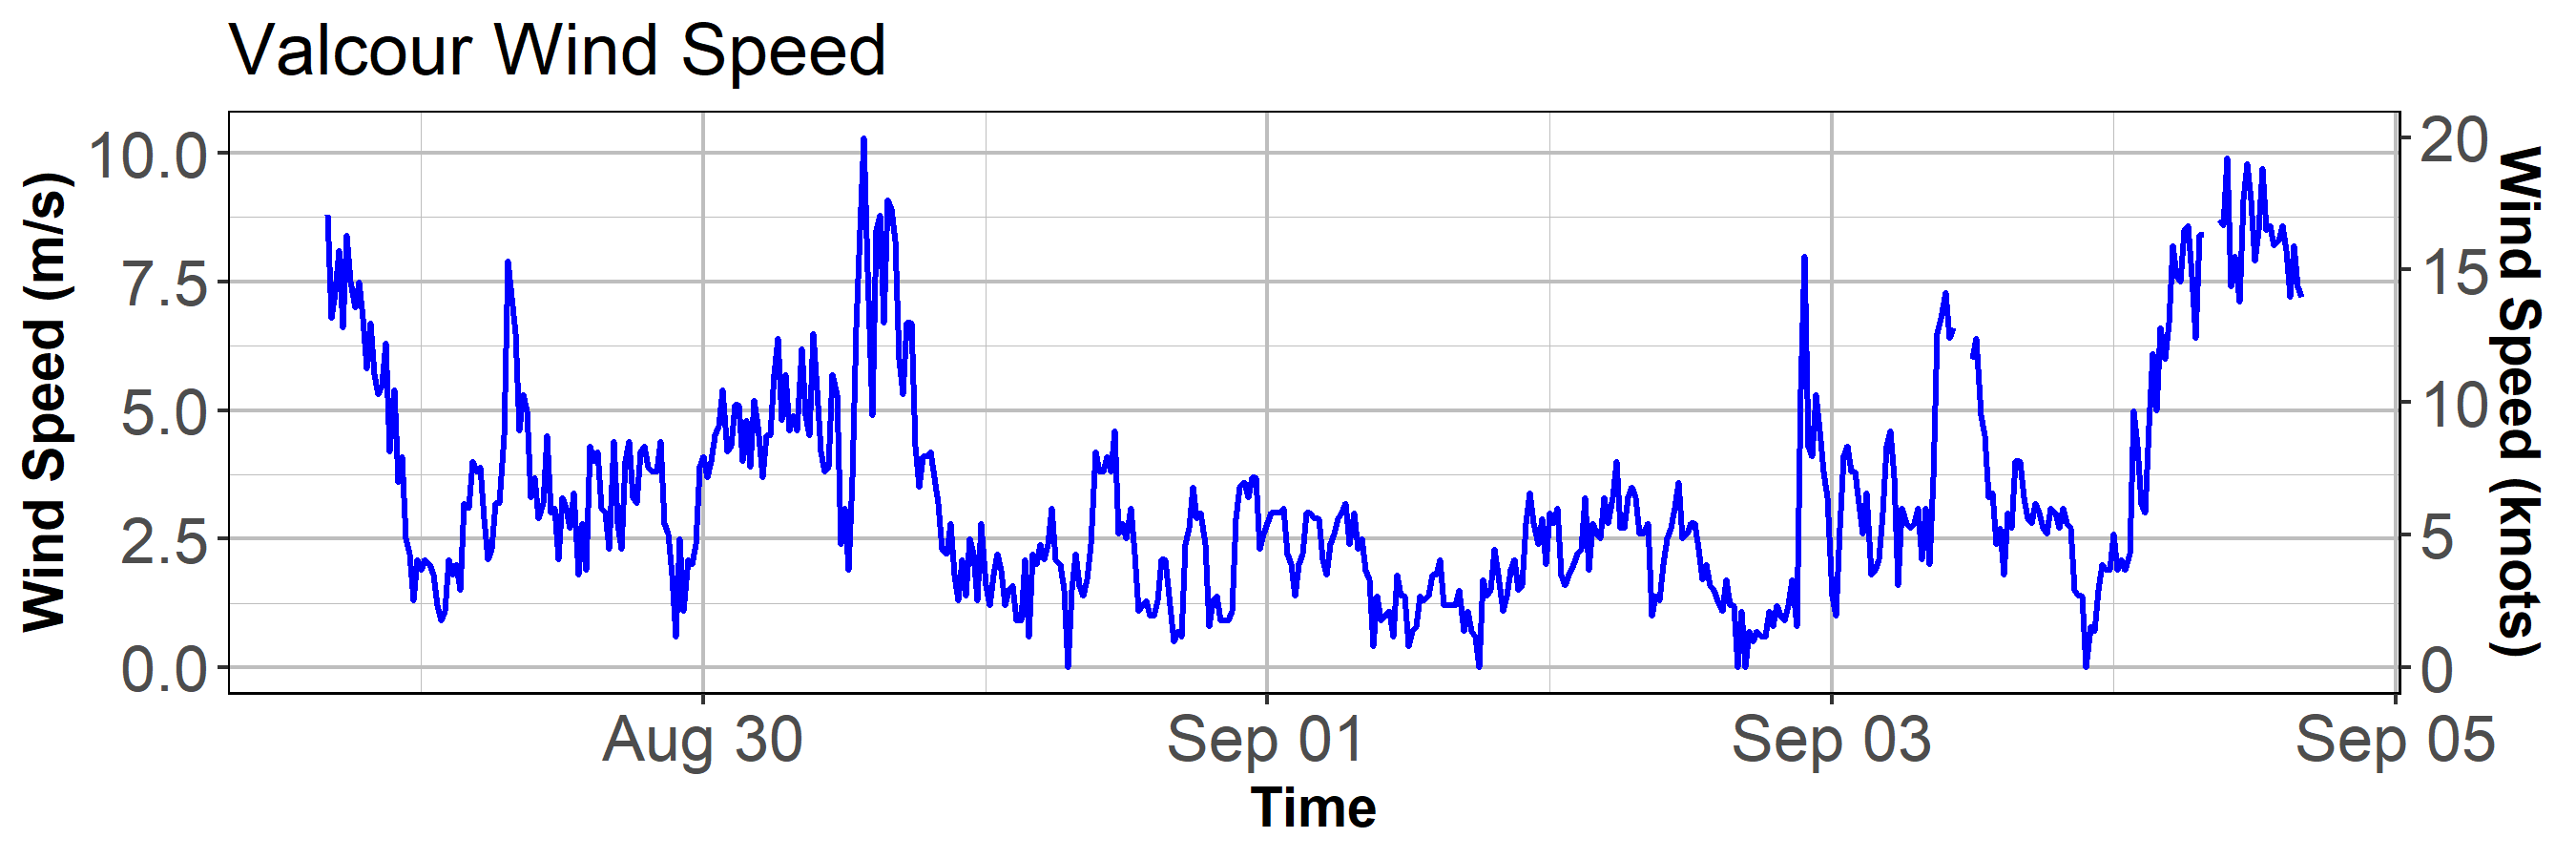 Valcour Wind Speed
Wind Speed (m/s)
10.0
7.5
5.0
2.5
0.0
20
15
10
5
0
Wind Speed (knots)
Aug 30
Sep 01
Sep 03
Sep 05
Time